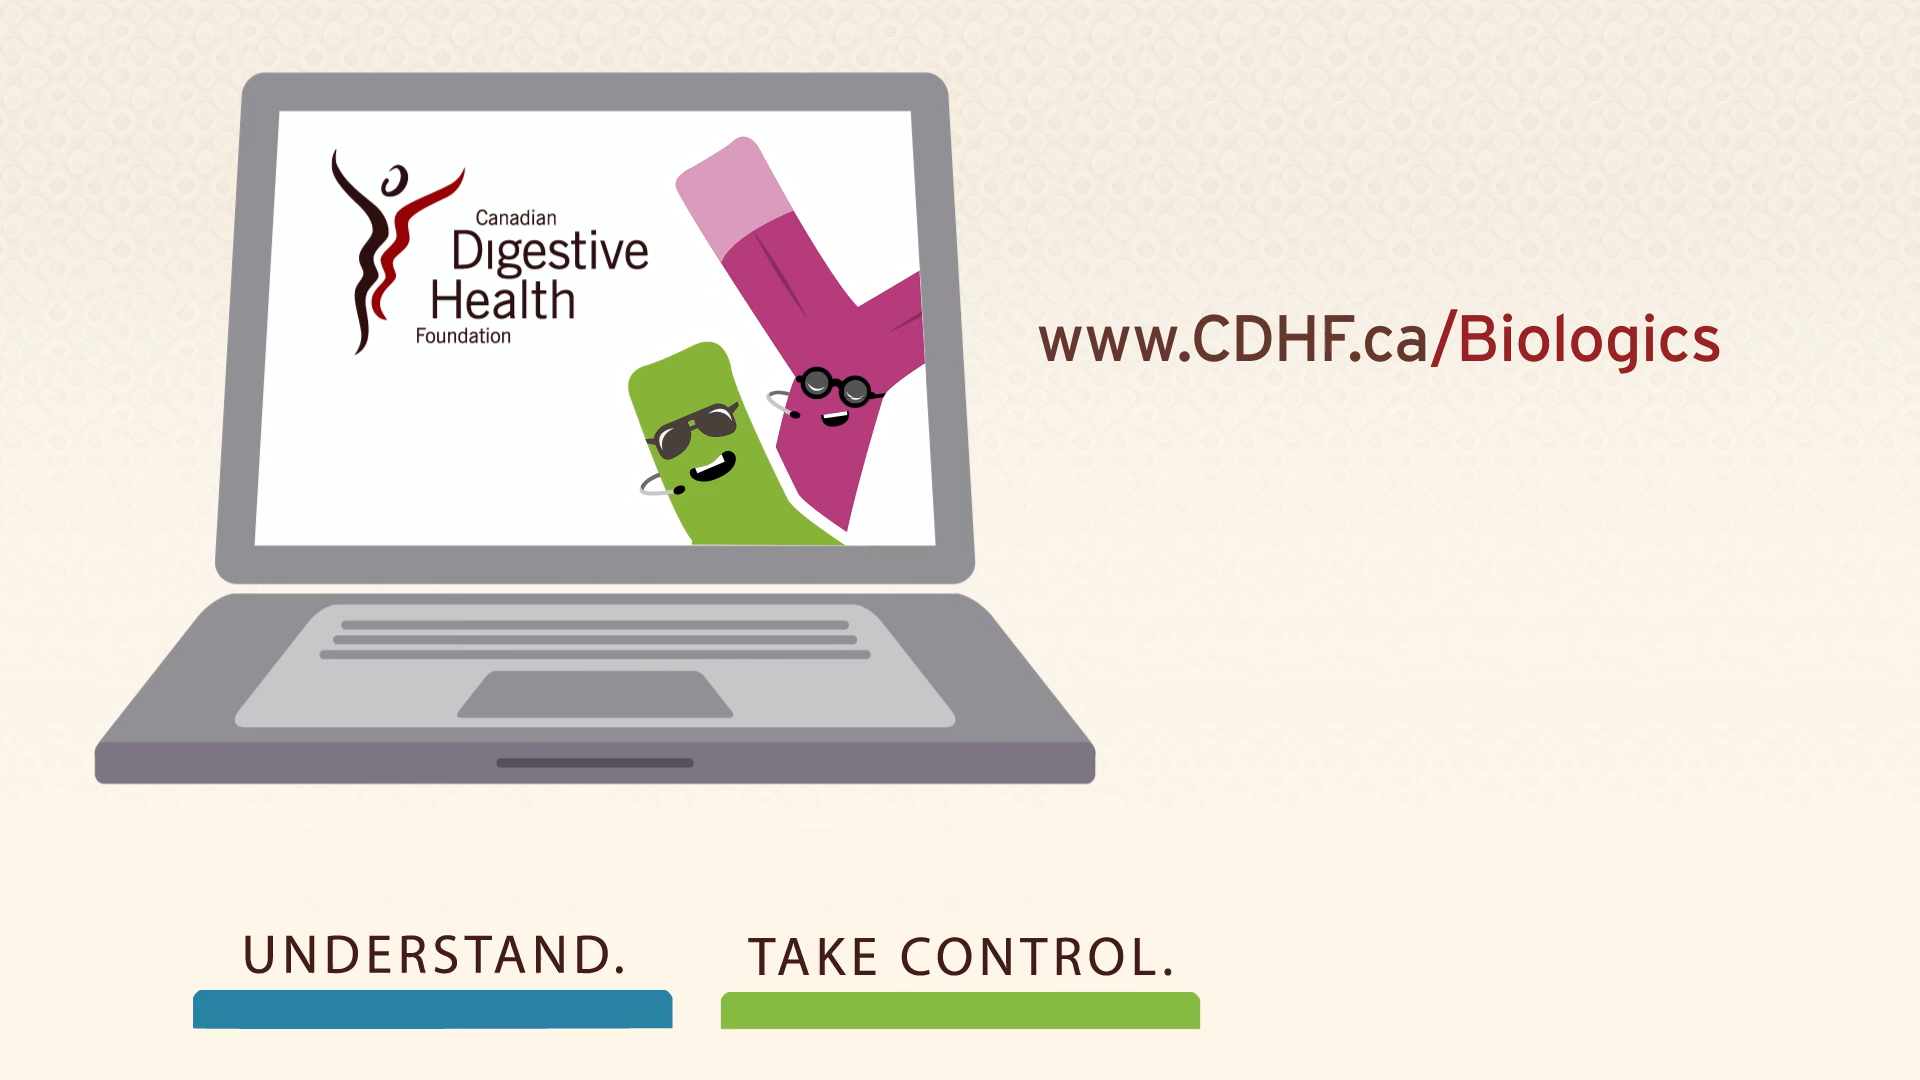 Canadian
Digestive
Health
Foundation
www.CDHF.ca/Biologics
UNDERSTAND.
TAKE CONTROL.